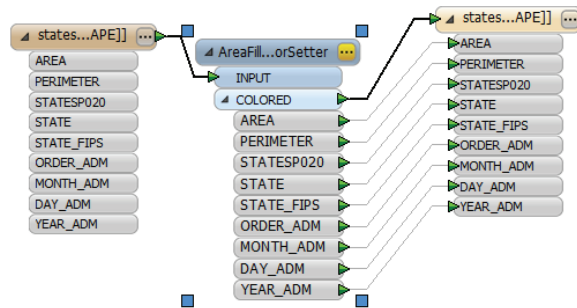 states...APE]] ...
AREA
PERIMETER
STATESP020
STATE
STATE_FIPS
ORDER_ADM
MONTH_ADM
DAY_ADM
YEAR_ADM
AreaFill...orSetter ...
INPUT
COLORED
AREA
PERIMETER
STATESP020
STATE
STATE_FIPS
ORDER_ADM
MONTH_ADM
DAY_ADM
YEAR_ADM
states...APE]] ...
AREA
PERIMETER
STATESP020
STATE
STATE_FIPS
ORDER_ADM
MONTH_ADM
DAY_ADM
YEAR_ADM